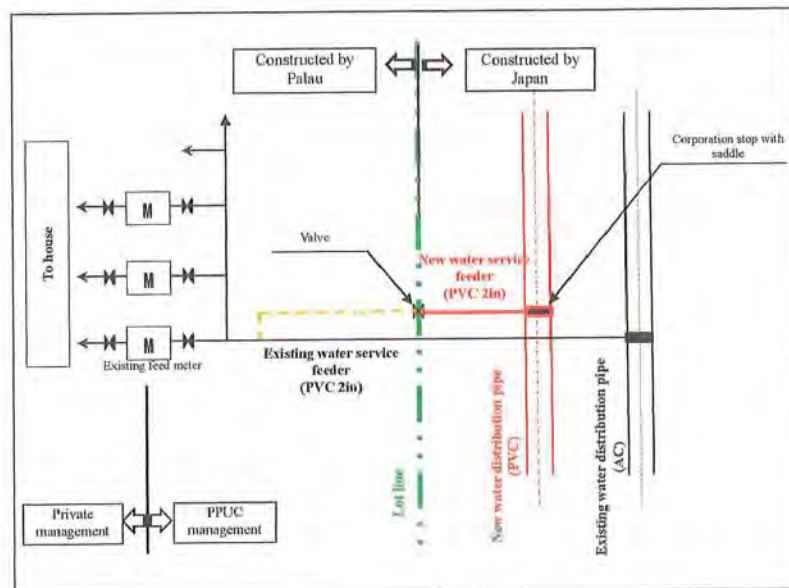 Constructed by
Palau
Constructed by
Japan
Corporation stop with
saddle
To house
M
M
M
Valve
New water service
feeder
(PVC 2in)
Existing feed meter
Existing water service
feeder
(PVC 2in)
Lot line
New water distribution pipe
(PVC)
Existing water distribution pipe
(AC)
Private
management
PPUC
management